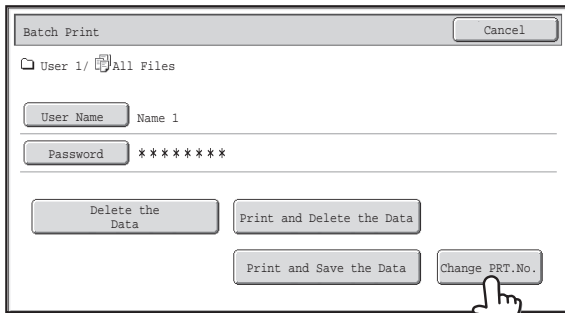 Batch Print
Cancel
User 1/ All Files
User Name
Name 1
Password
********
Delete the
Data
Print and Delete the Data
Print and Save the Data
Change PRT.No.